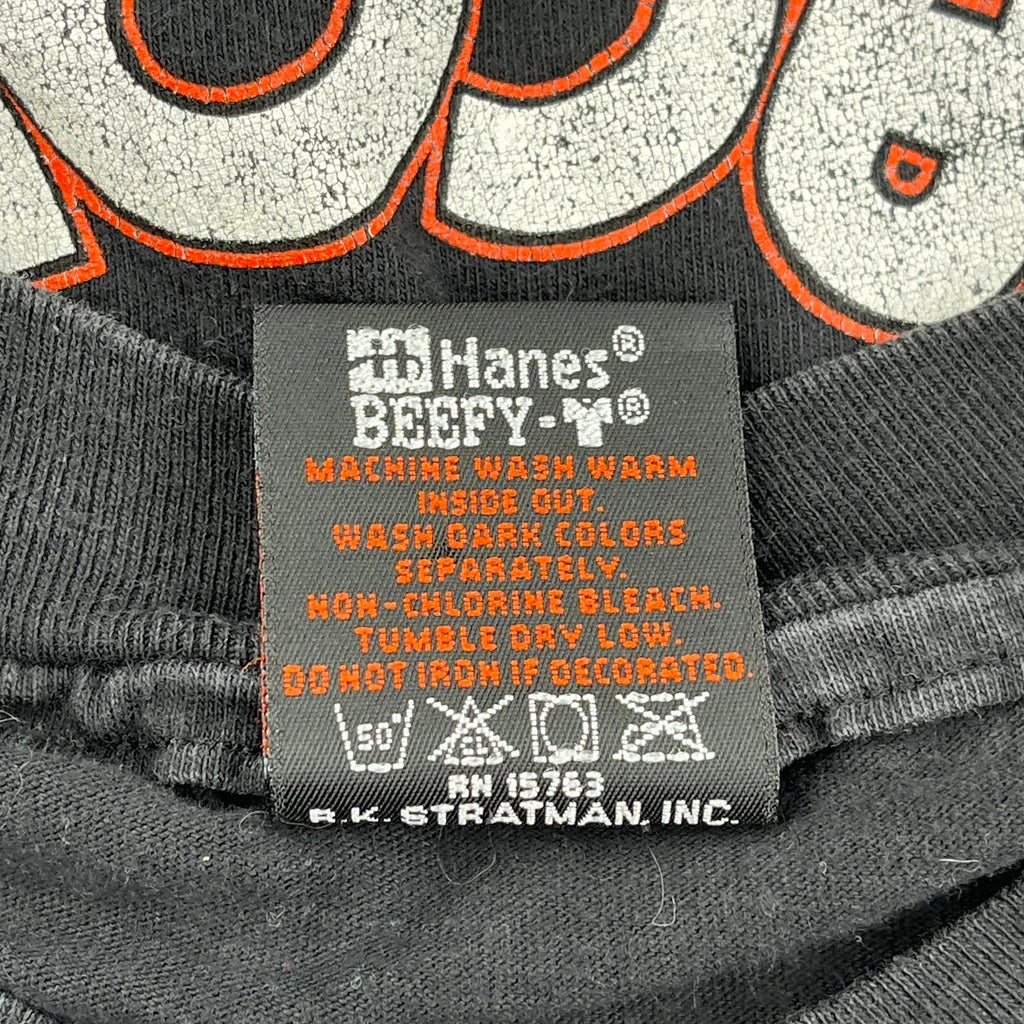 Hanes®
BEEFY-T®
MACHINE WASH WARM
INSIDE OUT.
WASH DARK COLORS
SEPARATELY.
NON-CHLORINE BLEACH.
TUMBLE DRY LOW.
DO NOT IRON IF DECORATED.
50° CL
RN 15763
R.K. STRATMAN, INC.